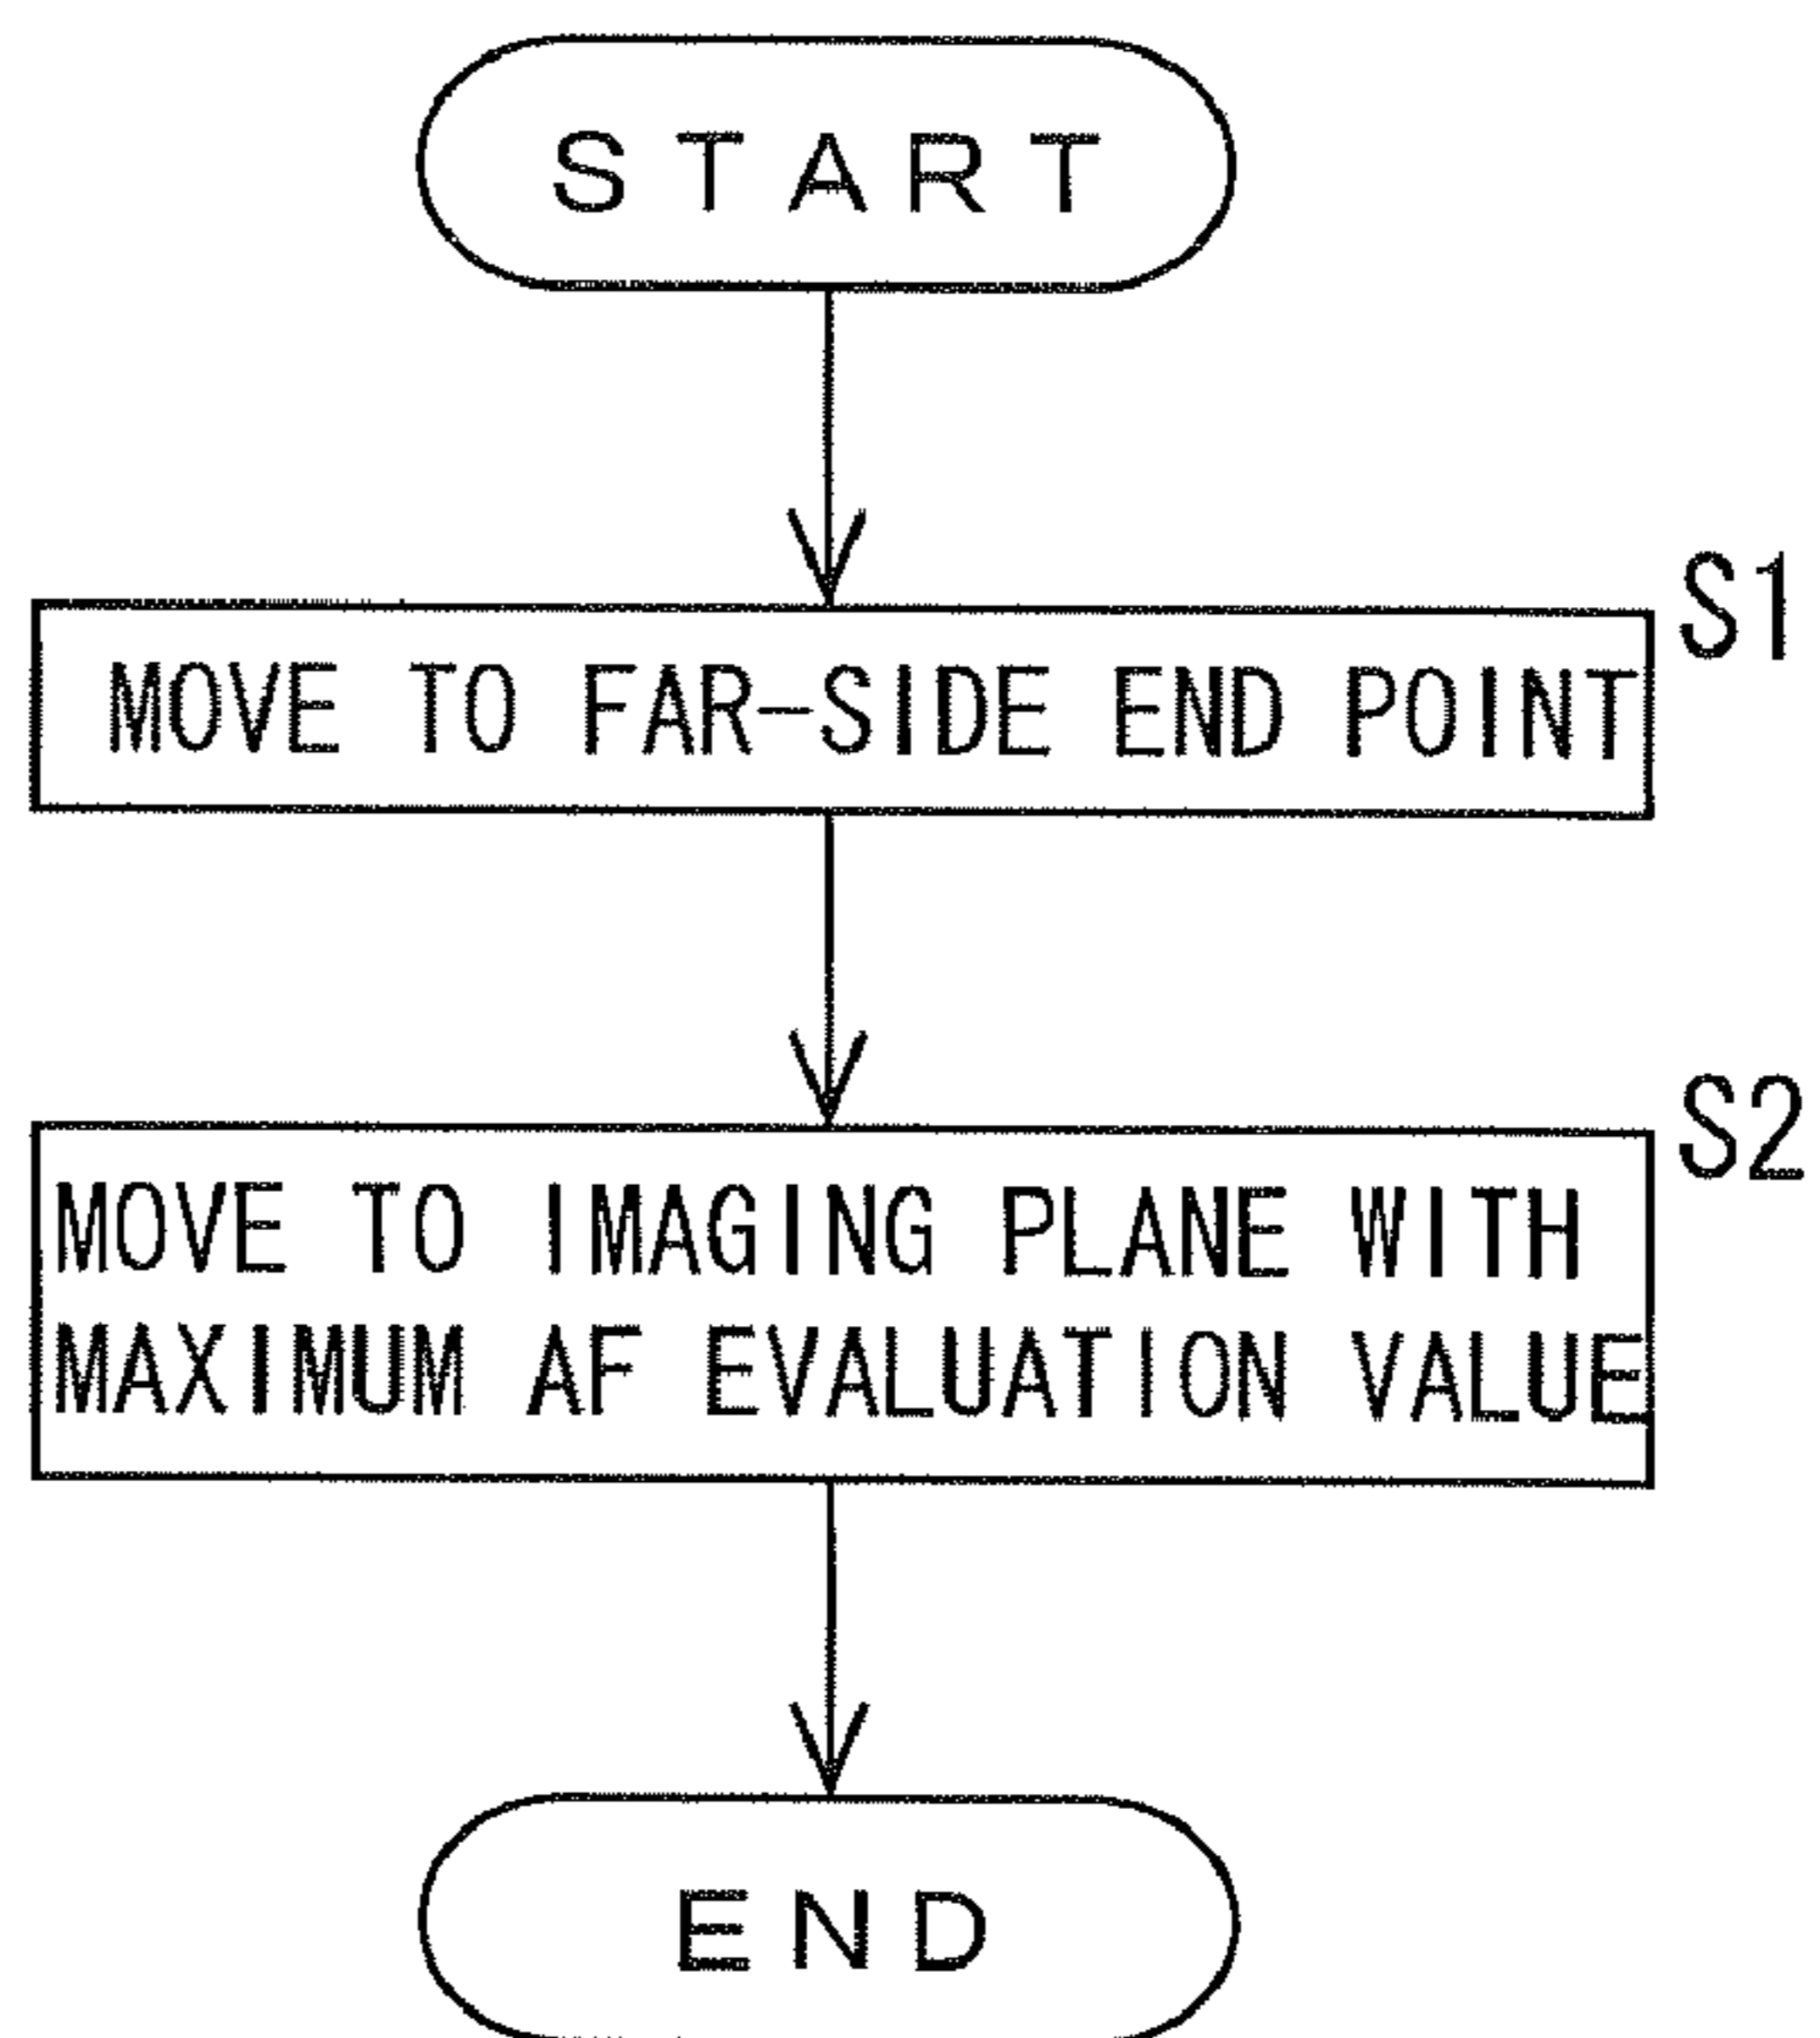 START
S1
MOVE TO FAR-SIDE END POINT
S2
MOVE TO IMAGING PLANE WITH
MAXIMUM AF EVALUATION VALUE
END